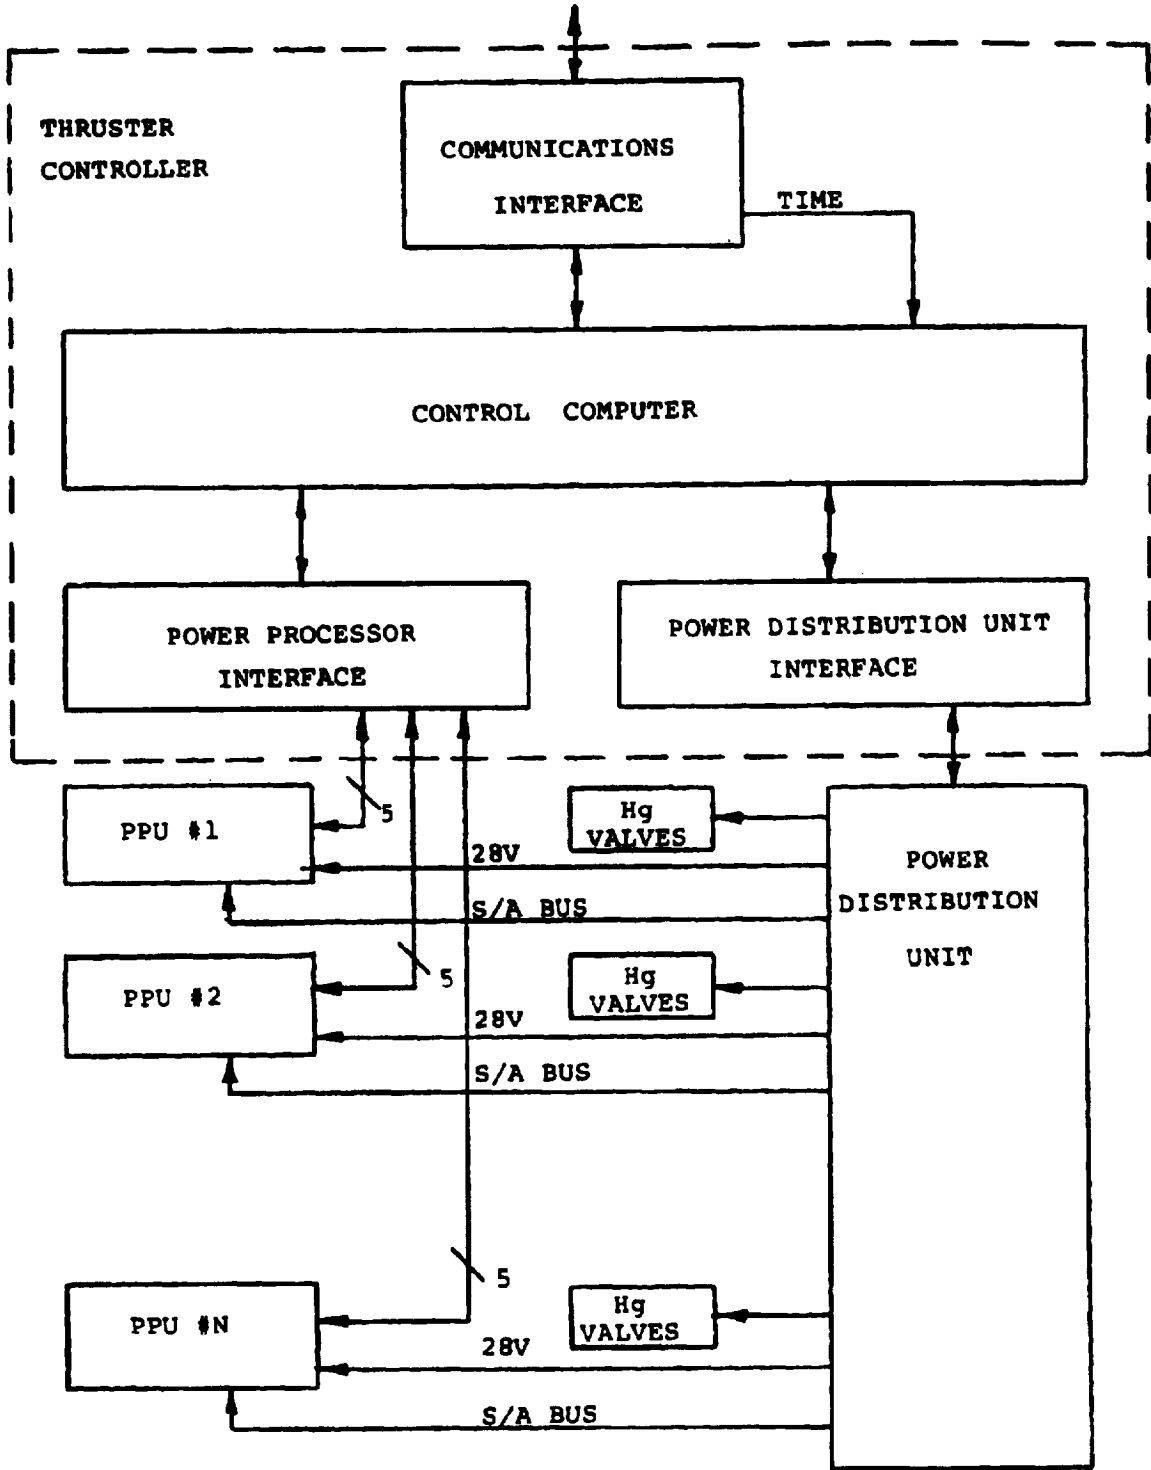 THRUSTER
CONTROLLER
COMMUNICATIONS
INTERFACE
TIME
CONTROL COMPUTER
POWER PROCESSOR
INTERFACE
POWER DISTRIBUTION UNIT
INTERFACE
PPU #1
5
Hg
VALVES
28V
S/A BUS
POWER
DISTRIBUTION
UNIT
PPU #2
5
Hg
VALVES
28V
S/A BUS
PPU #N
5
Hg
VALVES
28V
S/A BUS